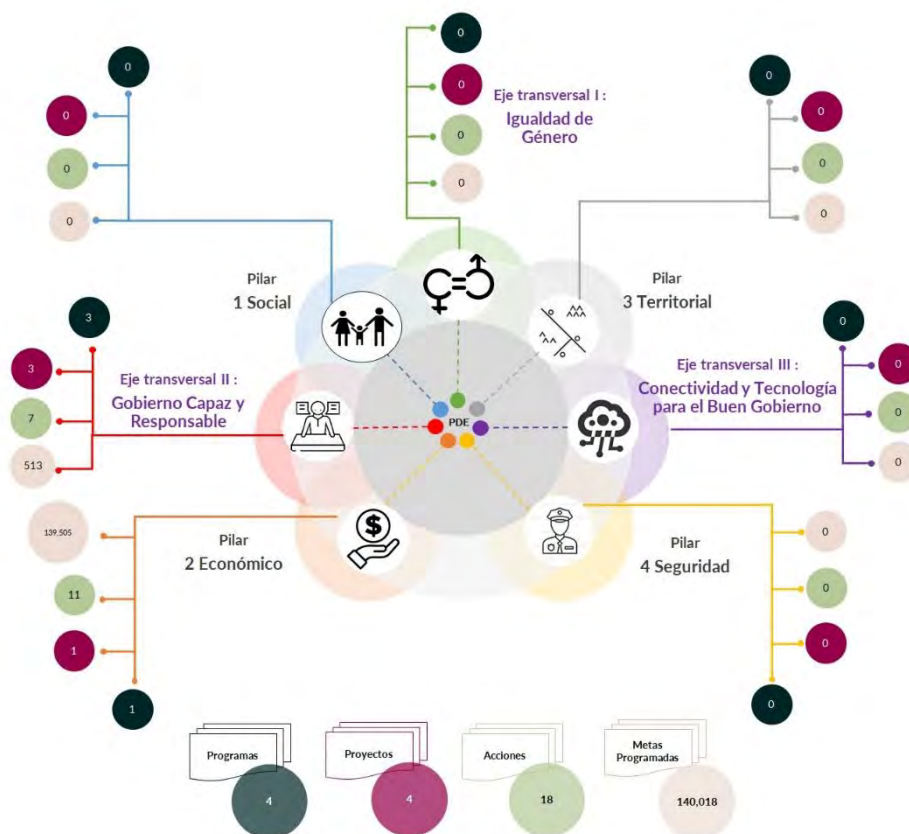 0
0
0
0
0
0
0
0
Eje transversal I :
Igualdad de
Género
0
0
0
0
Pilar
1 Social
Pilar
3 Territorial
3
3
7
513
Eje transversal II :
Gobierno Capaz y
Responsable
PDE
Eje transversal III :
Conectividad y Tecnología
para el Buen Gobierno
0
0
0
0
139,505
11
1
1
Pilar
2 Económico
$
Pilar
4 Seguridad
0
0
0
0
Programas
4
Proyectos
4
Acciones
18
Metas
Programadas
140,018